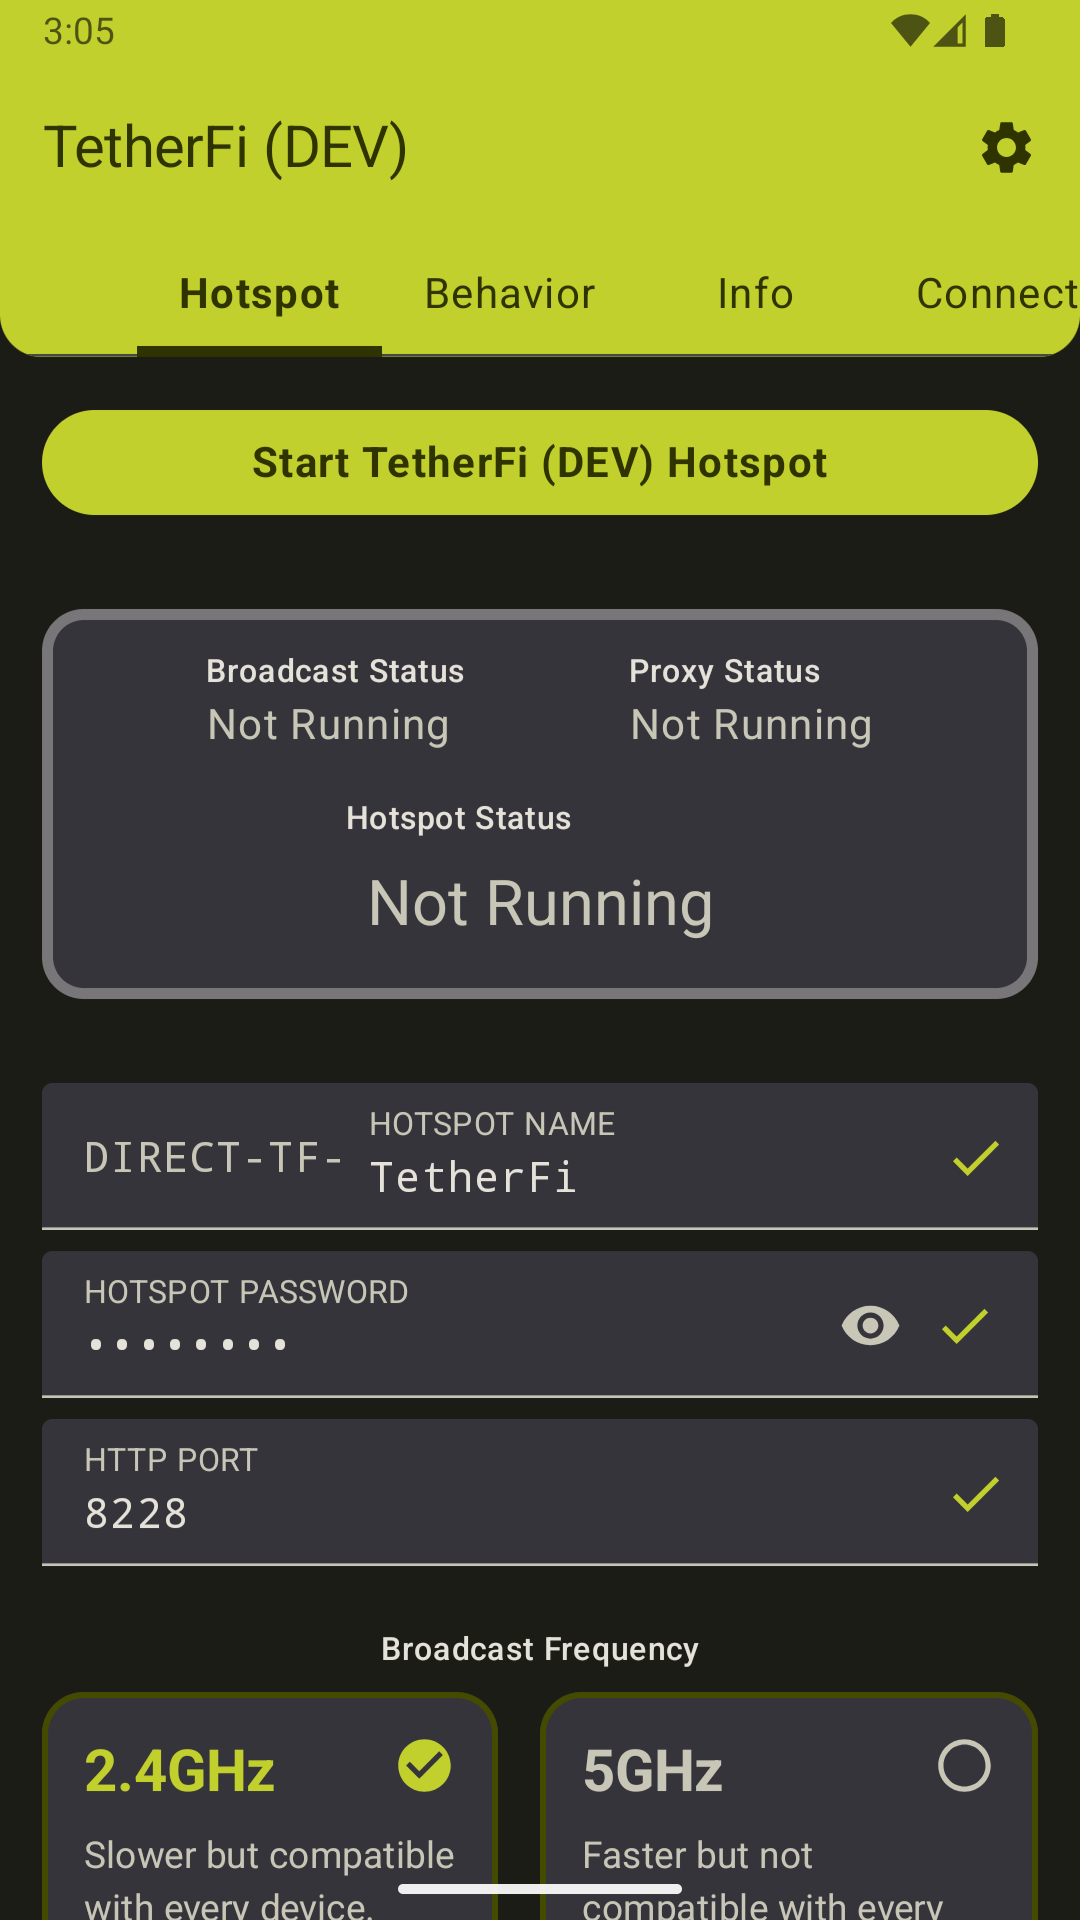 3:05
TetherFi (DEV)
Hotspot Behavior Info Connect
Start TetherFi (DEV) Hotspot
Broadcast Status Proxy Status
Not Running Not Running
Hotspot Status
Not Running
HOTSPOT NAME
DIRECT-TF- TetherFi
HOTSPOT PASSWORD
••••••••
HTTP PORT
8228
Broadcast Frequency
2.4GHz 5GHz
Slower but compatible Faster but not
with every device. compatible with every